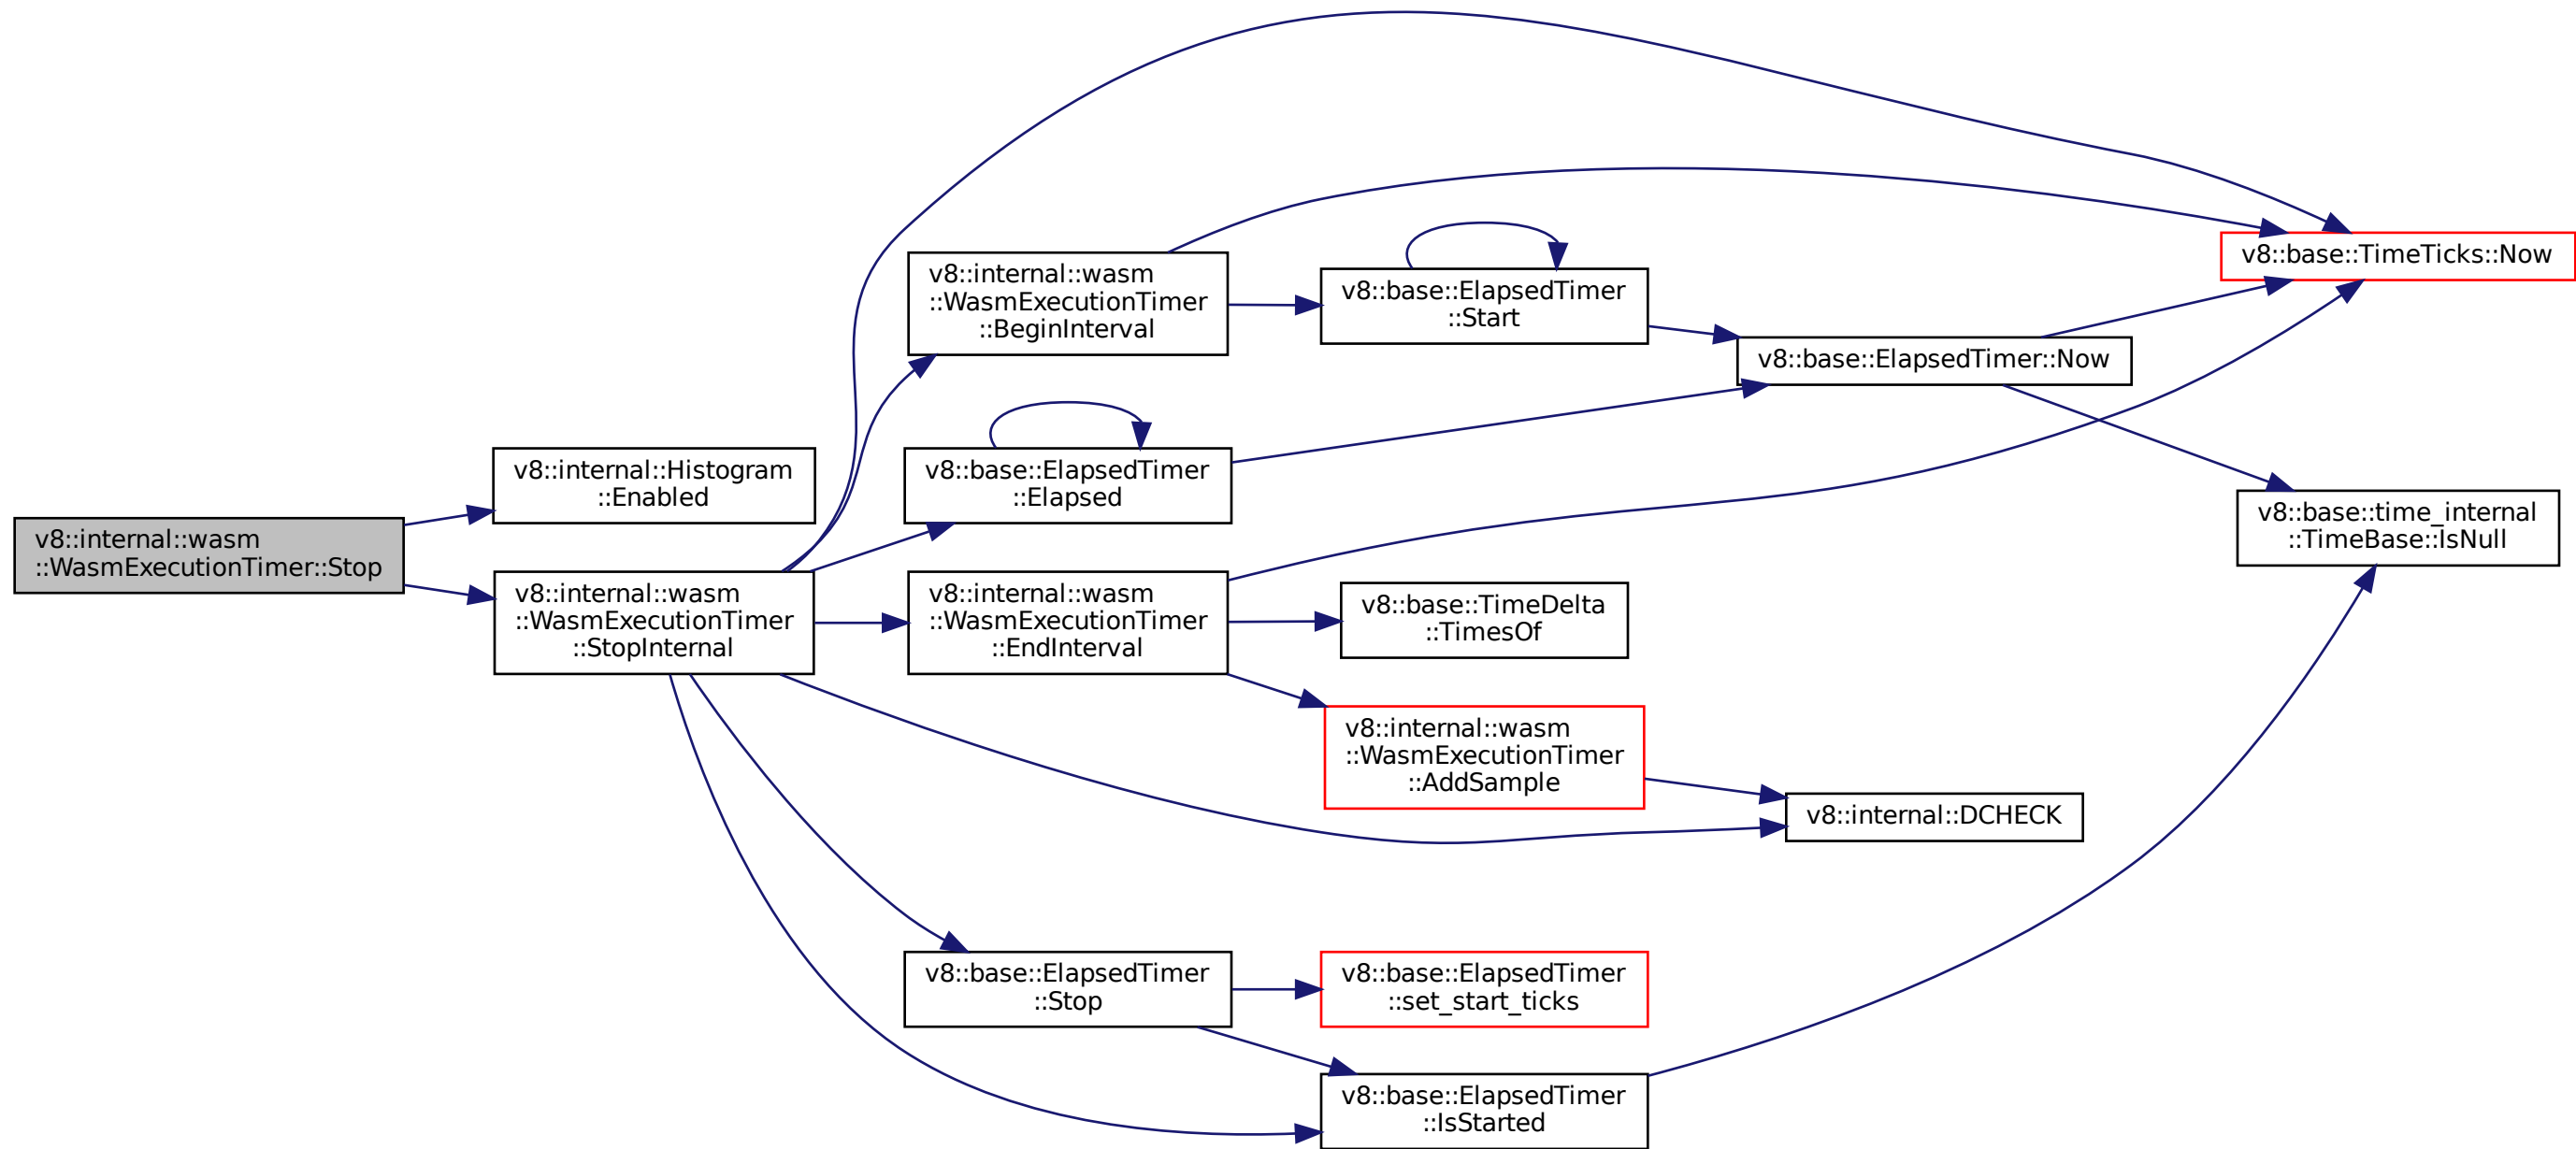 v8::internal::wasm
::WasmExecutionTimer::Stop
v8::internal::Histogram
::Enabled
v8::internal::wasm
::WasmExecutionTimer
::StopInternal
v8::internal::wasm
::WasmExecutionTimer
::BeginInterval
v8::base::ElapsedTimer
::Elapsed
v8::internal::wasm
::WasmExecutionTimer
::EndInterval
v8::base::ElapsedTimer
::Stop
v8::base::ElapsedTimer
::Start
v8::base::TimeDelta
::TimesOf
v8::internal::wasm
::WasmExecutionTimer
::AddSample
v8::base::ElapsedTimer
::set_start_ticks
v8::base::ElapsedTimer
::IsStarted
v8::base::ElapsedTimer::Now
v8::internal::DCHECK
v8::base::TimeTicks::Now
v8::base::time_internal
::TimeBase::IsNull